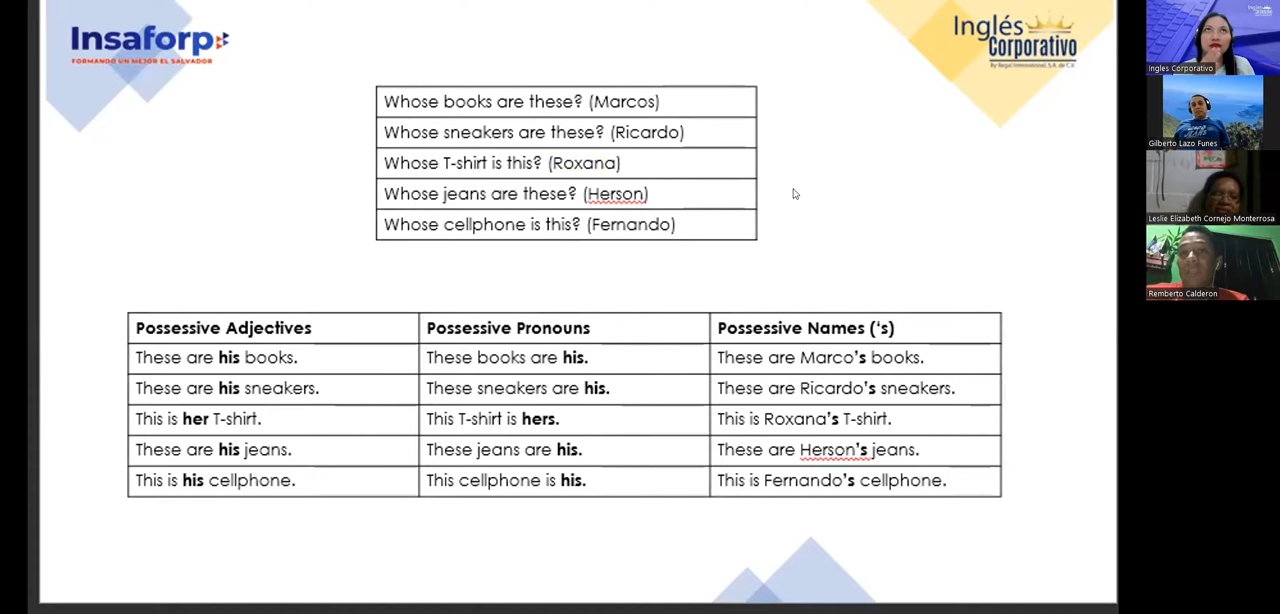 Insaforp
FORMANDO UN MEJOR EL SALVADOR
Inglés
Corporativo
Whose books are these? (Marcos)
Whose sneakers are these? (Ricardo)
Whose T-shirt is this? (Roxana)
Whose jeans are these? (Herson)
Whose cellphone is this? (Fernando)
Possessive Adjectives Possessive Pronouns Possessive Names (‘s)
These are his books. These books are his. These are Marco’s books.
These are his sneakers. These sneakers are his. These are Ricardo’s sneakers.
This is her T-shirt. This T-shirt is hers. This is Roxana’s T-shirt.
These are his jeans. These jeans are his. These are Herson’s jeans.
This is his cellphone. This cellphone is his. This is Fernando’s cellphone.
Ingles Corporativo
Gilberto Lazo Funes
Leslie Elizabeth Cornejo Monterrosa
Remberto Calderon